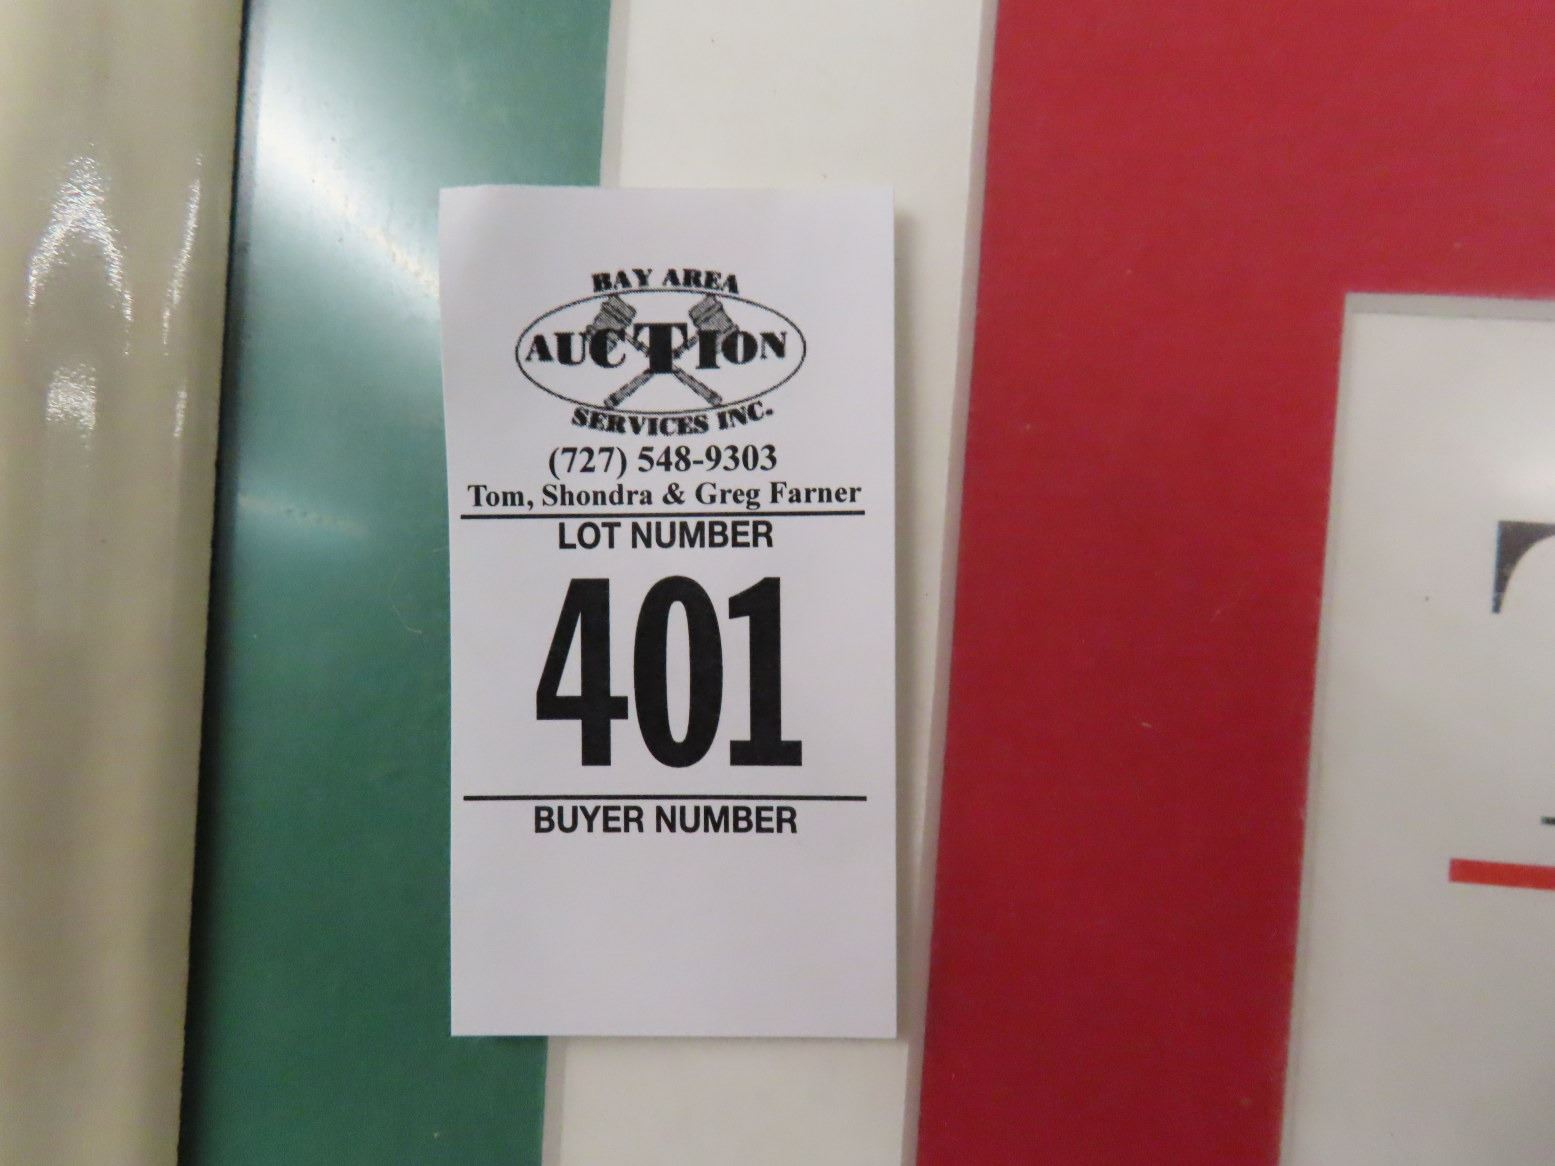 BAY AREA
AUCTION
SERVICES INC.
(727) 548-9303
Tom, Shondra & Greg Farner
LOT NUMBER
401
BUYER NUMBER